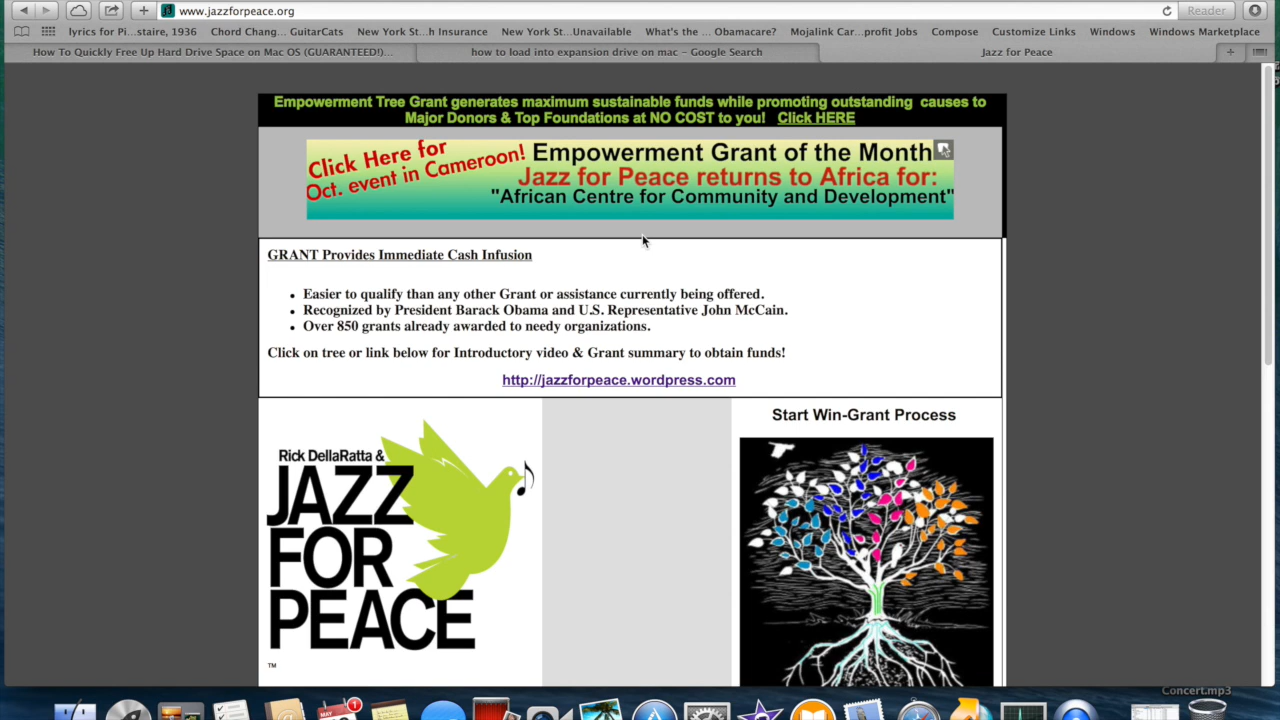 www.jazzforpeace.org
Reader
lyrics for Pi...staire, 1936
Chord Chang... GuitarCats
New York St...h Insurance
New York St...Unavailable
What's the ... Obamacare?
Mojalink Car...profit Jobs
Compose
Customize Links
Windows
Windows Marketplace
How To Quickly Free Up Hard Drive Space on Mac OS (GUARANTEED!)...
how to load into expansion drive on mac – Google Search
Jazz for Peace
Empowerment Tree Grant generates maximum sustainable funds while promoting outstanding causes to
Major Donors & Top Foundations at NO COST to you! Click HERE
Click Here for
Oct. event in Cameroon!
Empowerment Grant of the Month
Jazz for Peace returns to Africa for:
"African Centre for Community and Development"
GRANT Provides Immediate Cash Infusion
Easier to qualify than any other Grant or assistance currently being offered.
Recognized by President Barack Obama and U.S. Representative John McCain.
Over 850 grants already awarded to needy organizations.
Click on tree or link below for Introductory video & Grant summary to obtain funds!
http://jazzforpeace.wordpress.com
Rick DellaRatta &
JAZZ
FOR
PEACE
TM
Start Win-Grant Process
Concert.mp3
MAY
1